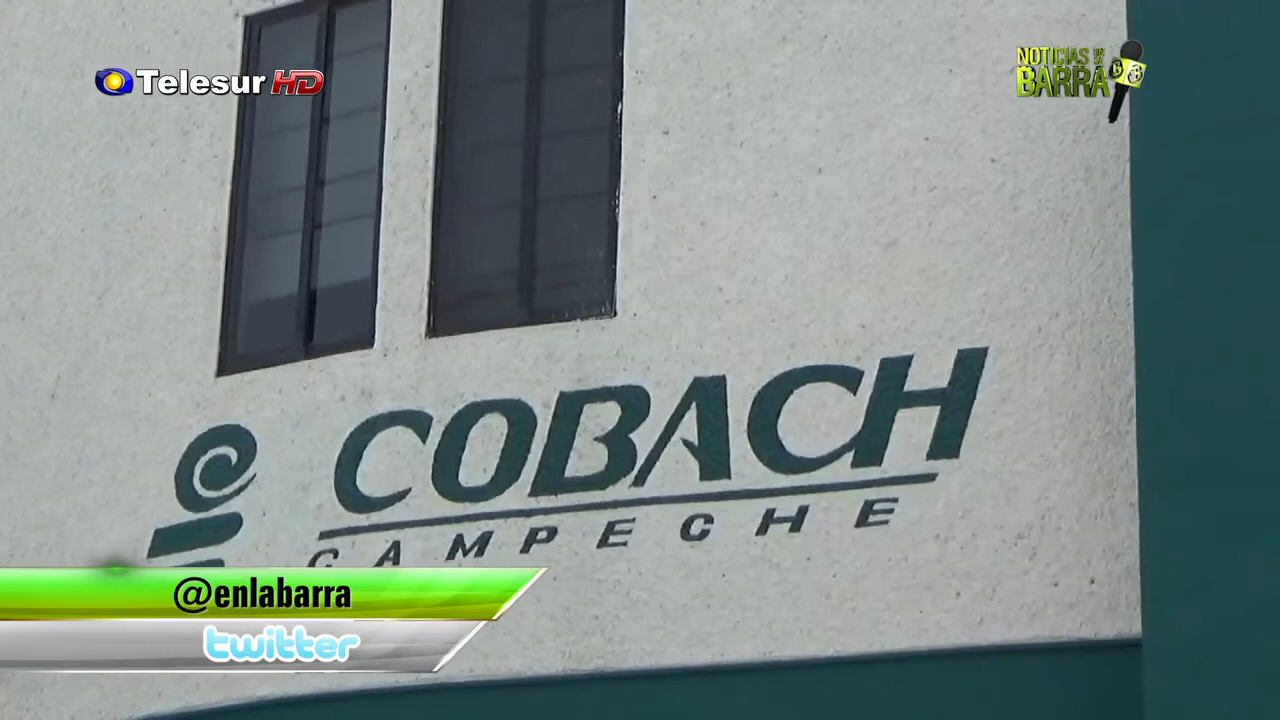 Telesur HD
NOTICIAS EN LA
BARRA
COBACH
CAMPECHE
@enlabarra
twitter